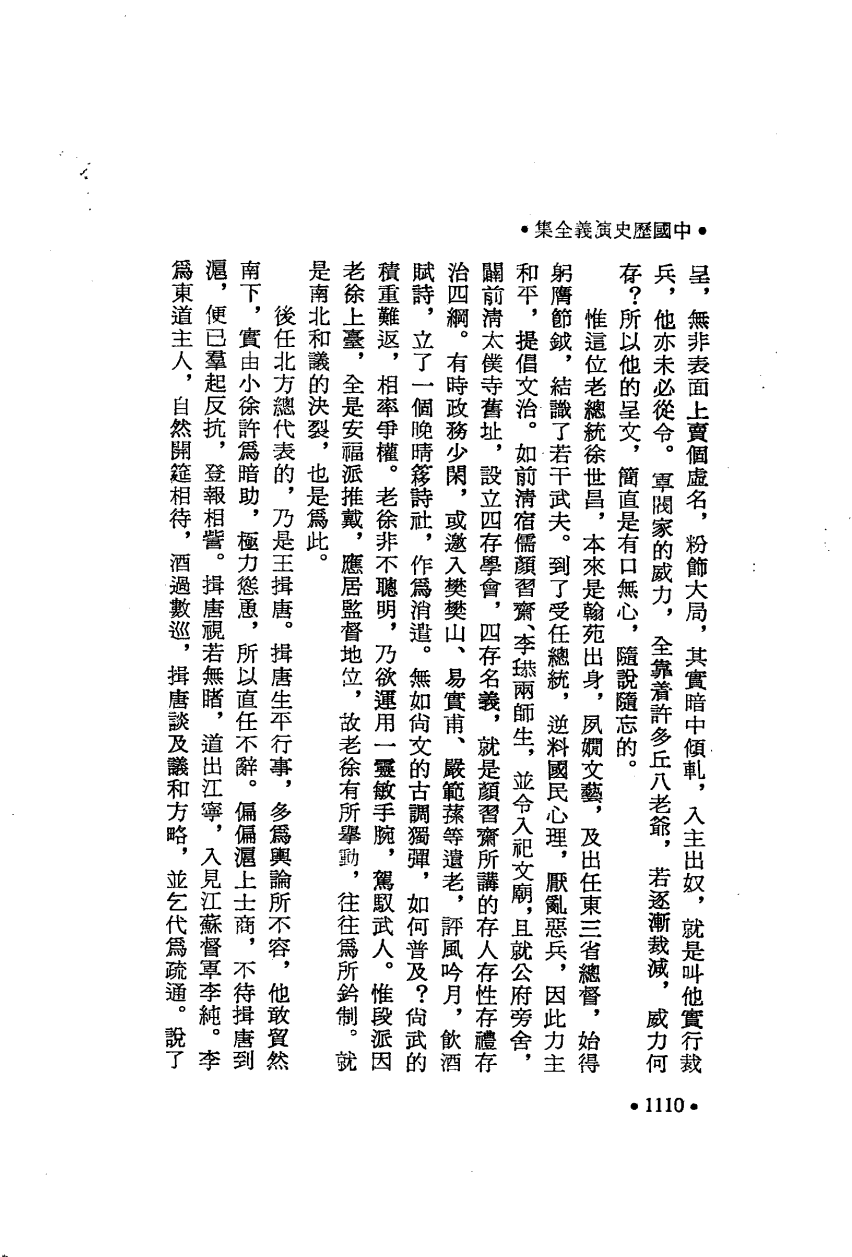 •中國歷史演義全集•
呈，無非表面上賣個虛名，粉飾大局，其實暗中傾軋，入主出奴，就是叫他實行裁
兵，他亦未必從令。軍閥家的威力，全靠着許多丘八老爺，若逐漸裁減，威力何
存？所以他的呈文，簡直是有口無心，隨說隨忘的。
惟這位老總統徐世昌，本來是翰苑出身，夙嫺文藝，及出任東三省總督，始得
躬膺節鉞，結識了若干武夫。到了受任總統，逆料國民心理，厭亂惡兵，因此力主
和平，提倡文治。如前清宿儒顏習齋、李塨兩師生，並令入祀文廟，且就公府旁舍，
闢前清太僕寺舊址，設立四存學會，四存名義，就是顏習齋所講的存人存性存禮存
治四綱。有時政務少閑，或邀入樊樊山、易實甫、嚴範蓀等遺老，評風吟月，飲酒
賦詩，立了一個晚晴簃詩社，作爲消遣。無如尙文的古調獨彈，如何普及？尙武的
積重難返，相率爭權。老徐非不聰明，乃欲運用一靈敏手腕，駕馭武人。惟段派因
老徐上臺，全是安福派推戴，應居監督地位，故老徐有所舉動，往往爲所鈐制。就
是南北和議的決裂，也是爲此。
後任北方總代表的，乃是王揖唐。揖唐生平行事，多爲輿論所不容，他敢貿然
南下，實由小徐許爲暗助，極力慫恿，所以直任不辭。偏偏滬上士商，不待揖唐到
滬，便已羣起反抗，登報相訾。揖唐視若無睹，道出江寧，入見江蘇督軍李純。李
爲東道主人，自然開筵相待，酒過數巡，揖唐談及議和方略，並乞代爲疏通。說了
•1110•